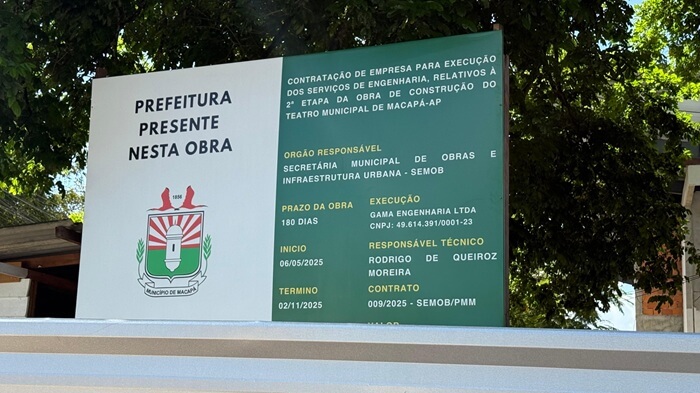 PREFEITURA
PRESENTE
NESTA OBRA
1856
MUNICÍPIO DE MACAPÁ
CONTRATAÇÃO DE EMPRESA PARA EXECUÇÃO
DOS SERVIÇOS DE ENGENHARIA, RELATIVOS À
2ª ETAPA DA OBRA DE CONSTRUÇÃO DO
TEATRO MUNICIPAL DE MACAPÁ-AP
ORGÃO RESPONSÁVEL
SECRETÁRIA MUNICIPAL DE OBRAS E
INFRAESTRUTURA URBANA - SEMOB
PRAZO DA OBRA
180 DIAS
EXECUÇÃO
GAMA ENGENHARIA LTDA
CNPJ: 49.614.391/0001-23
INICIO
06/05/2025
RESPONSÁVEL TÉCNICO
RODRIGO DE QUEIROZ
MOREIRA
TERMINO
02/11/2025
CONTRATO
009/2025 - SEMOB/PMM
VALOR